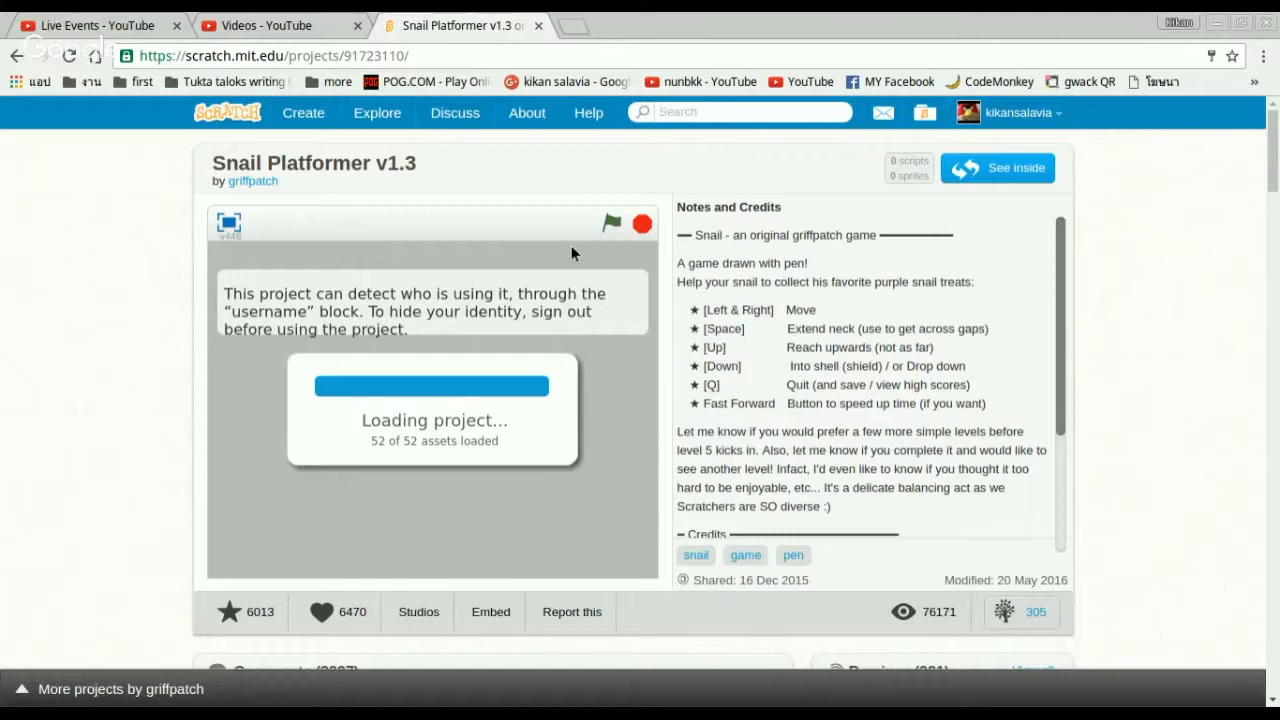 Live Events - YouTube
Videos - YouTube
Snail Platformer v1.3 or
Kikan
https://scratch.mit.edu/projects/91723110/
แอป
งาน
first
Tukta taloks writing
more
POG.COM - Play Onli
kikan salavia - Goog
nunbkk - YouTube
YouTube
MY Facebook
CodeMonkey
gwack QR
โฆษณา
»
SCRATCH
Create
Explore
Discuss
About
Help
Search
kikansalavia
Snail Platformer v1.3
by griffpatch
0 scripts
0 sprites
See inside
v448
This project can detect who is using it, through the
“username” block. To hide your identity, sign out
before using the project.
Loading project...
52 of 52 assets loaded
Notes and Credits
Snail - an original griffpatch game
A game drawn with pen!
Help your snail to collect his favorite purple snail treats:
★ [Left & Right] Move
★ [Space] Extend neck (use to get across gaps)
★ [Up] Reach upwards (not as far)
★ [Down] Into shell (shield) / or Drop down
★ [Q] Quit (and save / view high scores)
★ Fast Forward Button to speed up time (if you want)
Let me know if you would prefer a few more simple levels before
level 5 kicks in. Also, let me know if you complete it and would like to
see another level! Infact, I'd even like to know if you thought it too
hard to be enjoyable, etc... It's a delicate balancing act as we
Scratchers are SO diverse :)
Credits
snail
game
pen
Shared: 16 Dec 2015
Modified: 20 May 2016
6013
6470
Studios
Embed
Report this
76171
305
More projects by griffpatch